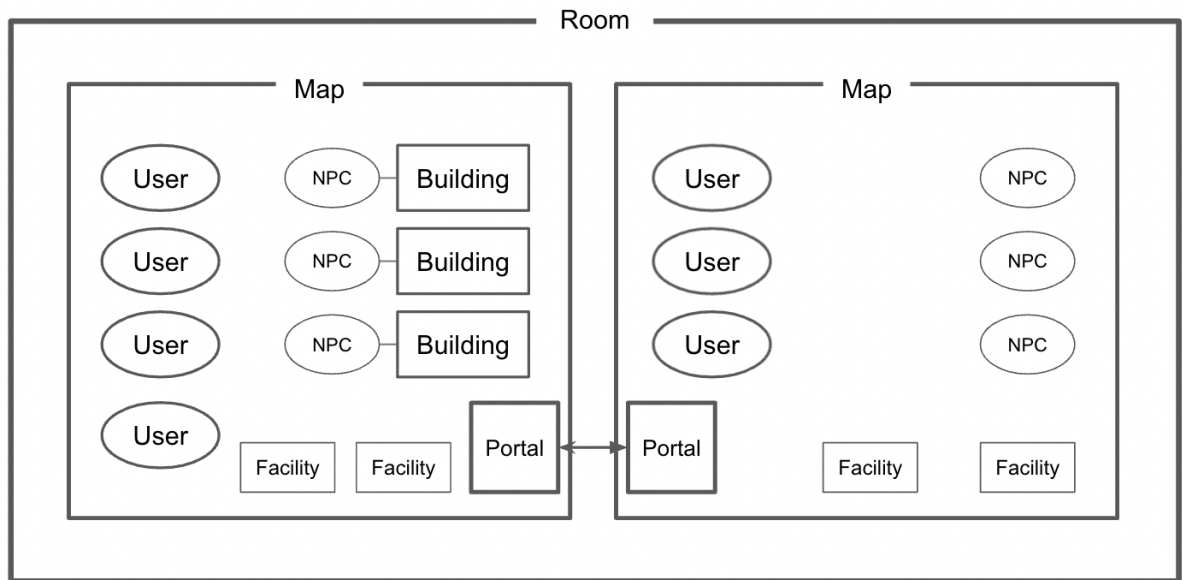 Room
Map
Map
User
NPC
Building
User
NPC
User
NPC
Building
User
NPC
User
NPC
Building
User
NPC
User
Facility
Facility
Portal
Portal
Facility
Facility